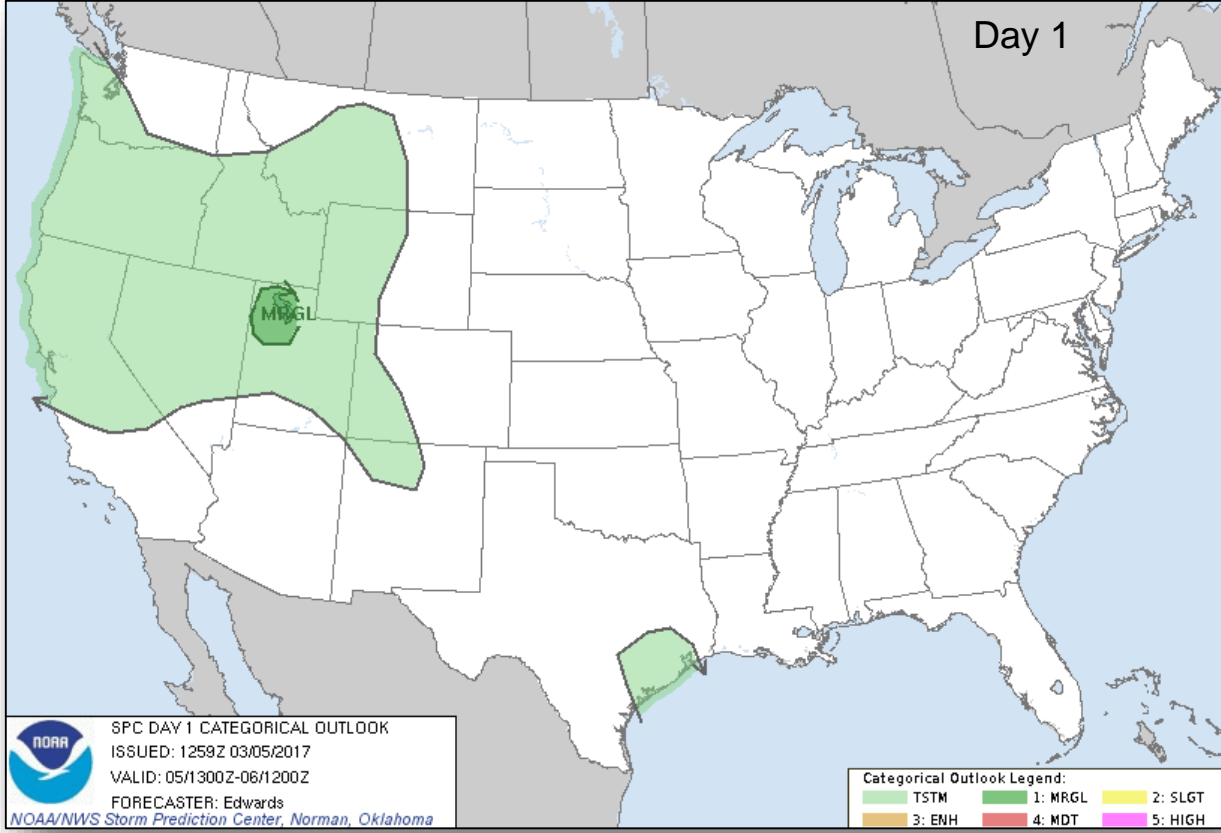 Day 1
MRGL
NOAA
SPC DAY 1 CATEGORICAL OUTLOOK
ISSUED: 1259Z 03/05/2017
VALID: 05/1300Z-06/1200Z
FORECASTER: Edwards
NOAA/NWS Storm Prediction Center, Norman, Oklahoma
Categorical Outlook Legend:
TSTM 1: MRGL 2: SLGT
3: ENH 4: MDT 5: HIGH